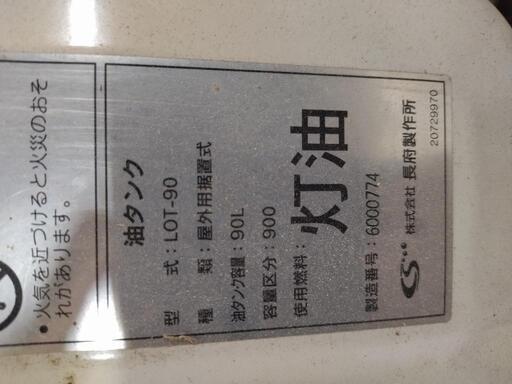 ・火気を近づけると火災のおそ
れがあります。
油タンク
型 式:LOT-90
種 類:屋外用据置式
油タンク容量:90L
容量区分:900
使用燃料:灯油
製造番号:6000774
株式会社 長府製作所
20729970